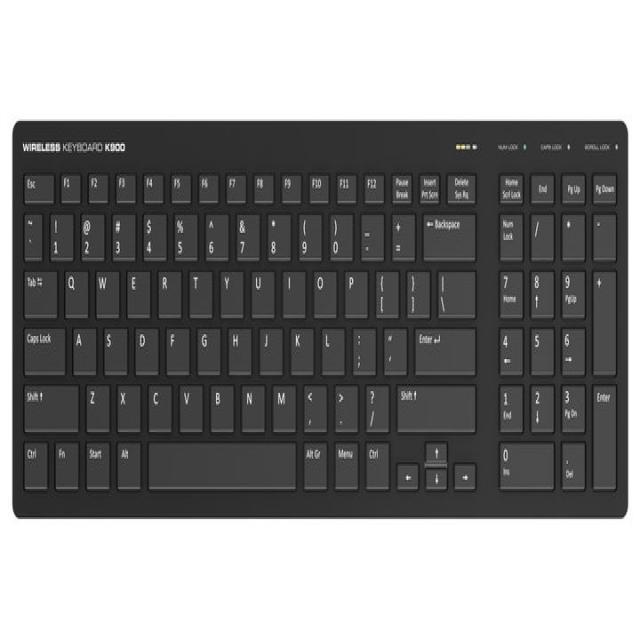 WIRELESS KEYBOARD K900 NUM LOCK CAPS LOCK SCROLL LOCK
Esc F1 F2 F3 F4 F5 F6 F7 F8 F9 F10 F11 F12 Pause Insert Delete Home End Pg Up Pg Down
Break Prt Scrn Sys Rq Scrl Lock
~ ! @ # $ % ^ & * ( ) _ + ← Backspace Num / * -
` 1 2 3 4 5 6 7 8 9 0 - = Lock
Tab Q W E R T Y U I O P { } | 7 8 9 +
[ ] \ Home ↑ PgUp
Caps Lock A S D F G H J K L : " Enter ↵ 4 5 6
; ' ← →
Shift ↑ Z X C V B N M < > ? Shift ↑ 1 2 3 Enter
, . / End ↓ Pg Dn
Ctrl Fn Start Alt Alt Gr Menu Ctrl ↑ 0 .
← ↓ → Ins Del